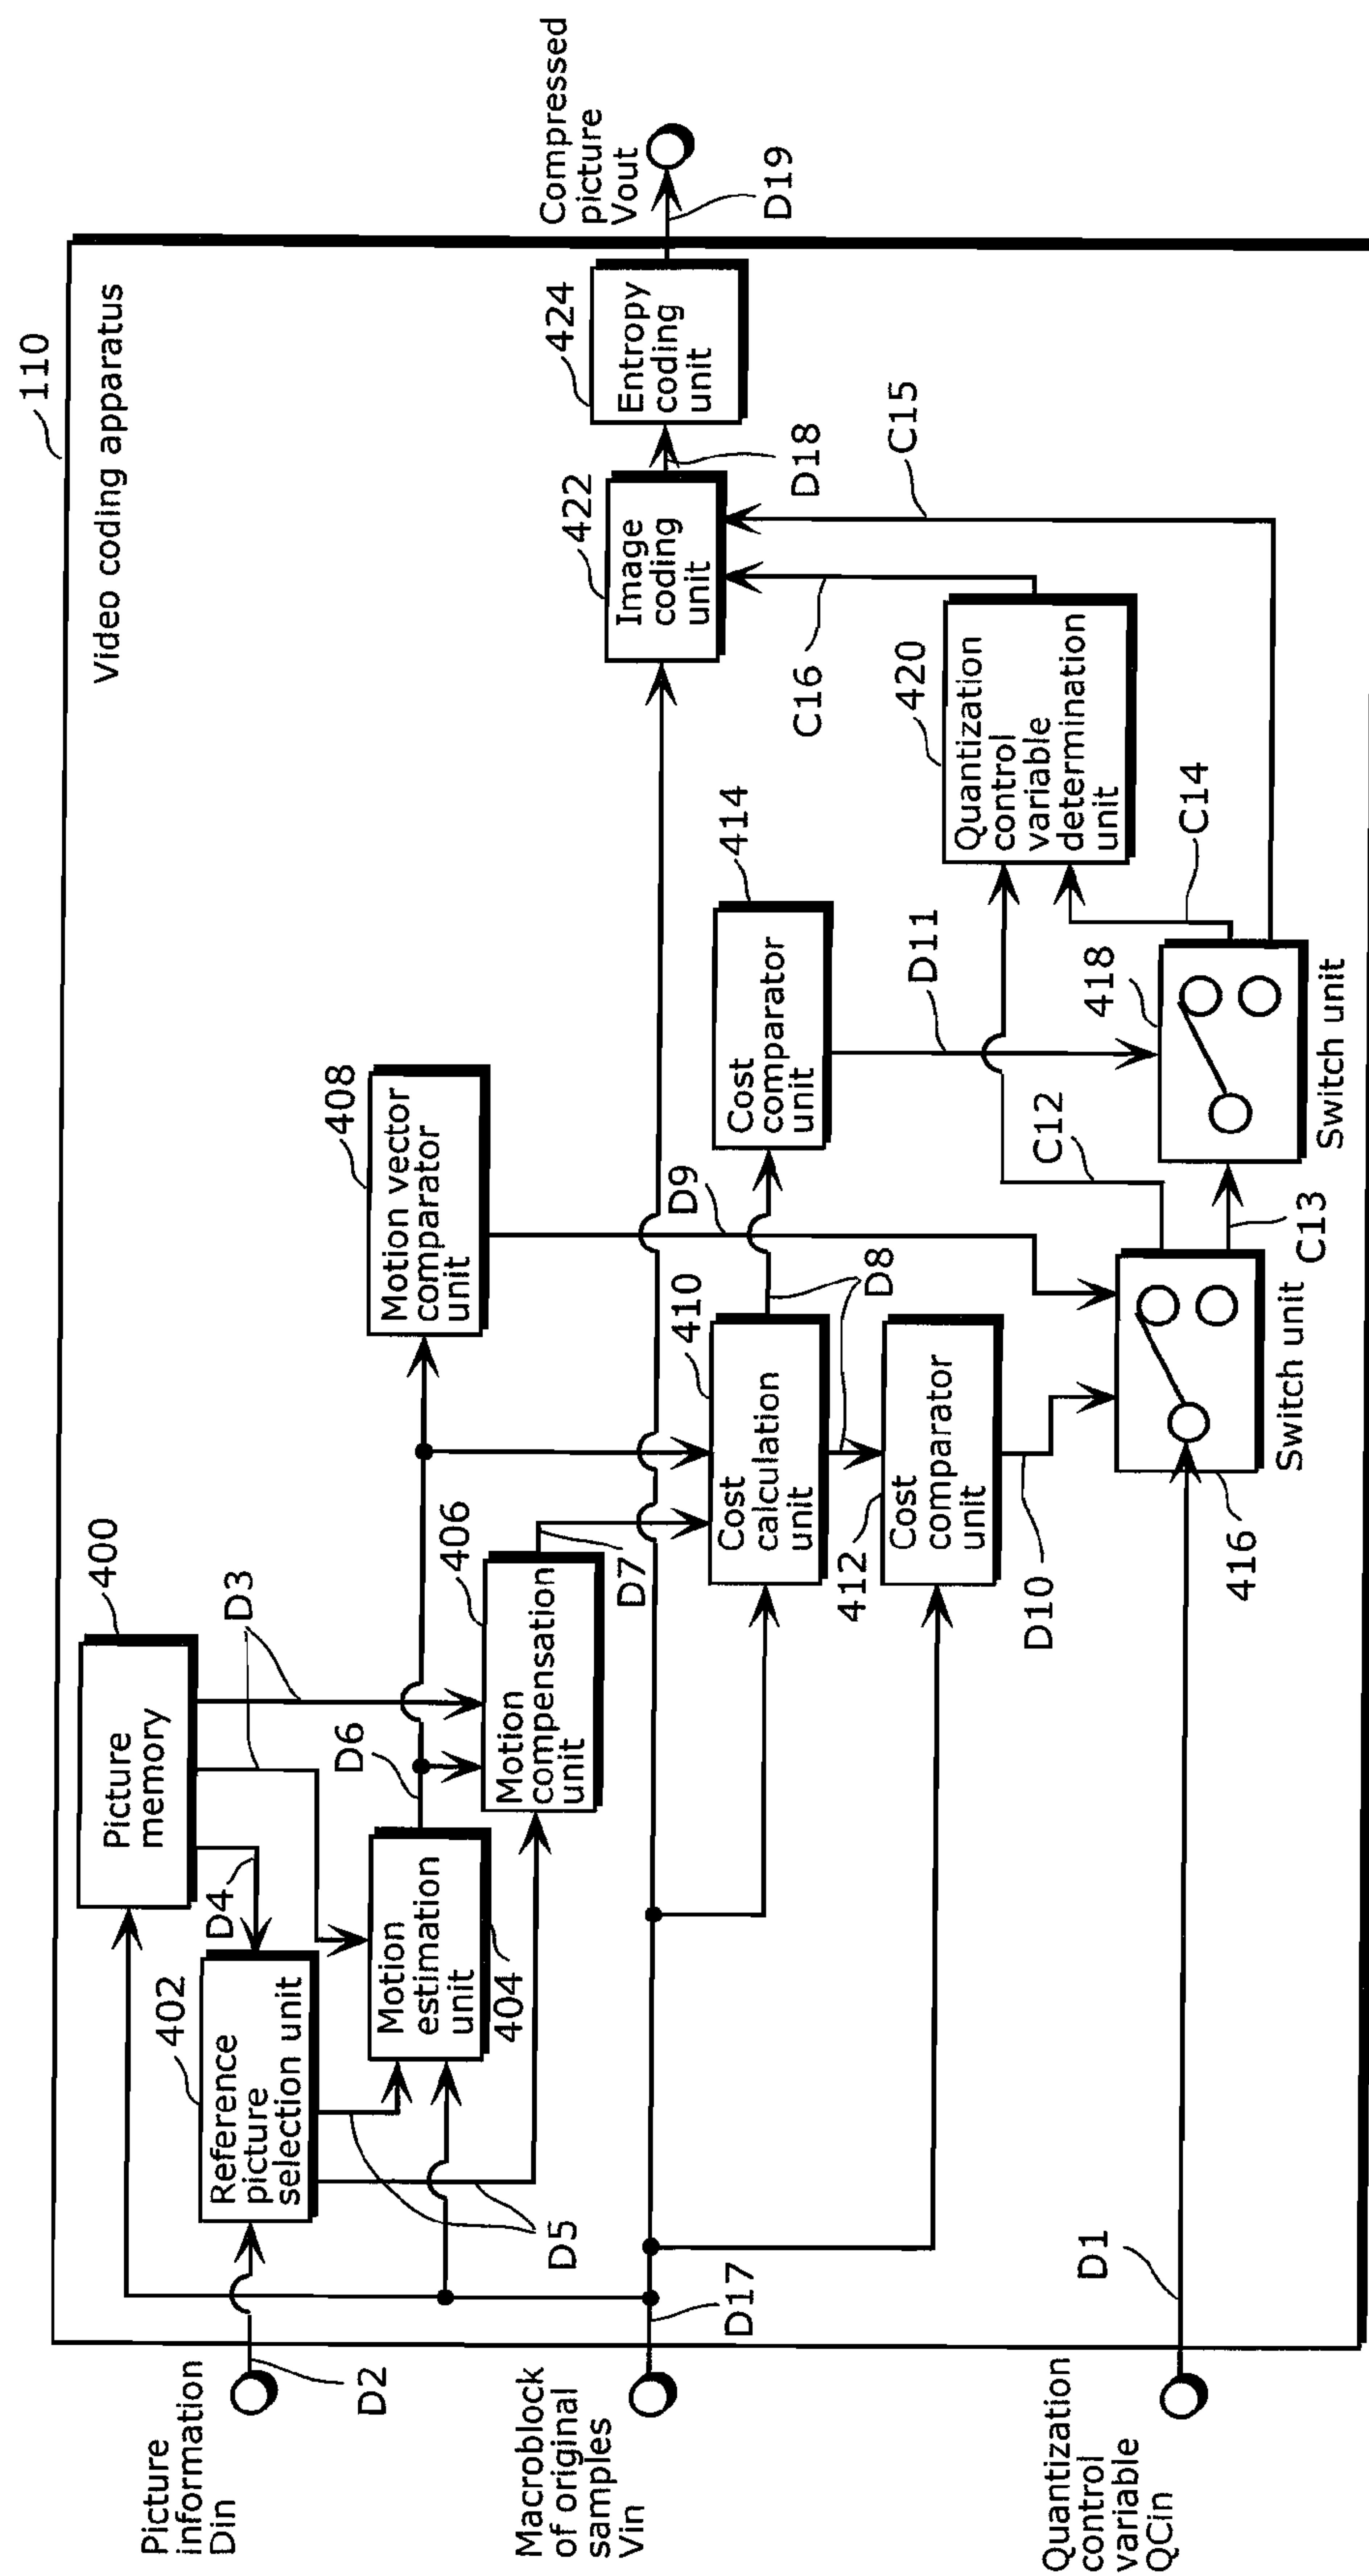 110
Video coding apparatus
Picture
information
Din
D2
Macroblock
of original
samples
Vin
D17
Quantization
control
variable
QCin
D1
400
Picture
memory
D4
D3
402
Reference
picture
selection unit
D5
Motion
estimation
unit
404
D6
406
Motion
compensation
unit
D7
408
Motion vector
comparator
unit
D9
410
Cost
calculation
unit
D8
412
Cost
comparator
unit
D10
414
Cost
comparator
unit
D11
416
Switch unit
C12
C13
418
Switch unit
C14
420
Quantization
control
variable
determination
unit
C16
C15
422
Image
coding
unit
D18
424
Entropy
coding
unit
D19
Compressed
picture
Vout